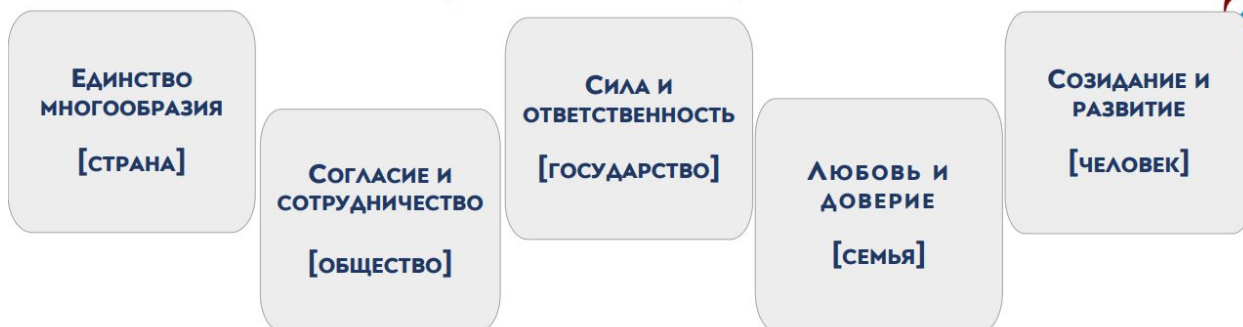 Единство
многообразия
[страна]
Согласие и
сотрудничество
[общество]
Сила и
ответственность
[государство]
Любовь и
доверие
[семья]
Созидание и
развитие
[человек]